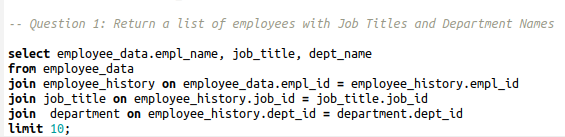 -- Question 1: Return a list of employees with Job Titles and Department Names
select employee_data.empl_name, job_title, dept_name
from employee_data
join employee_history on employee_data.empl_id = employee_history.empl_id
join job_title on employee_history.job_id = job_title.job_id
join  department on employee_history.dept_id = department.dept_id
limit 10;